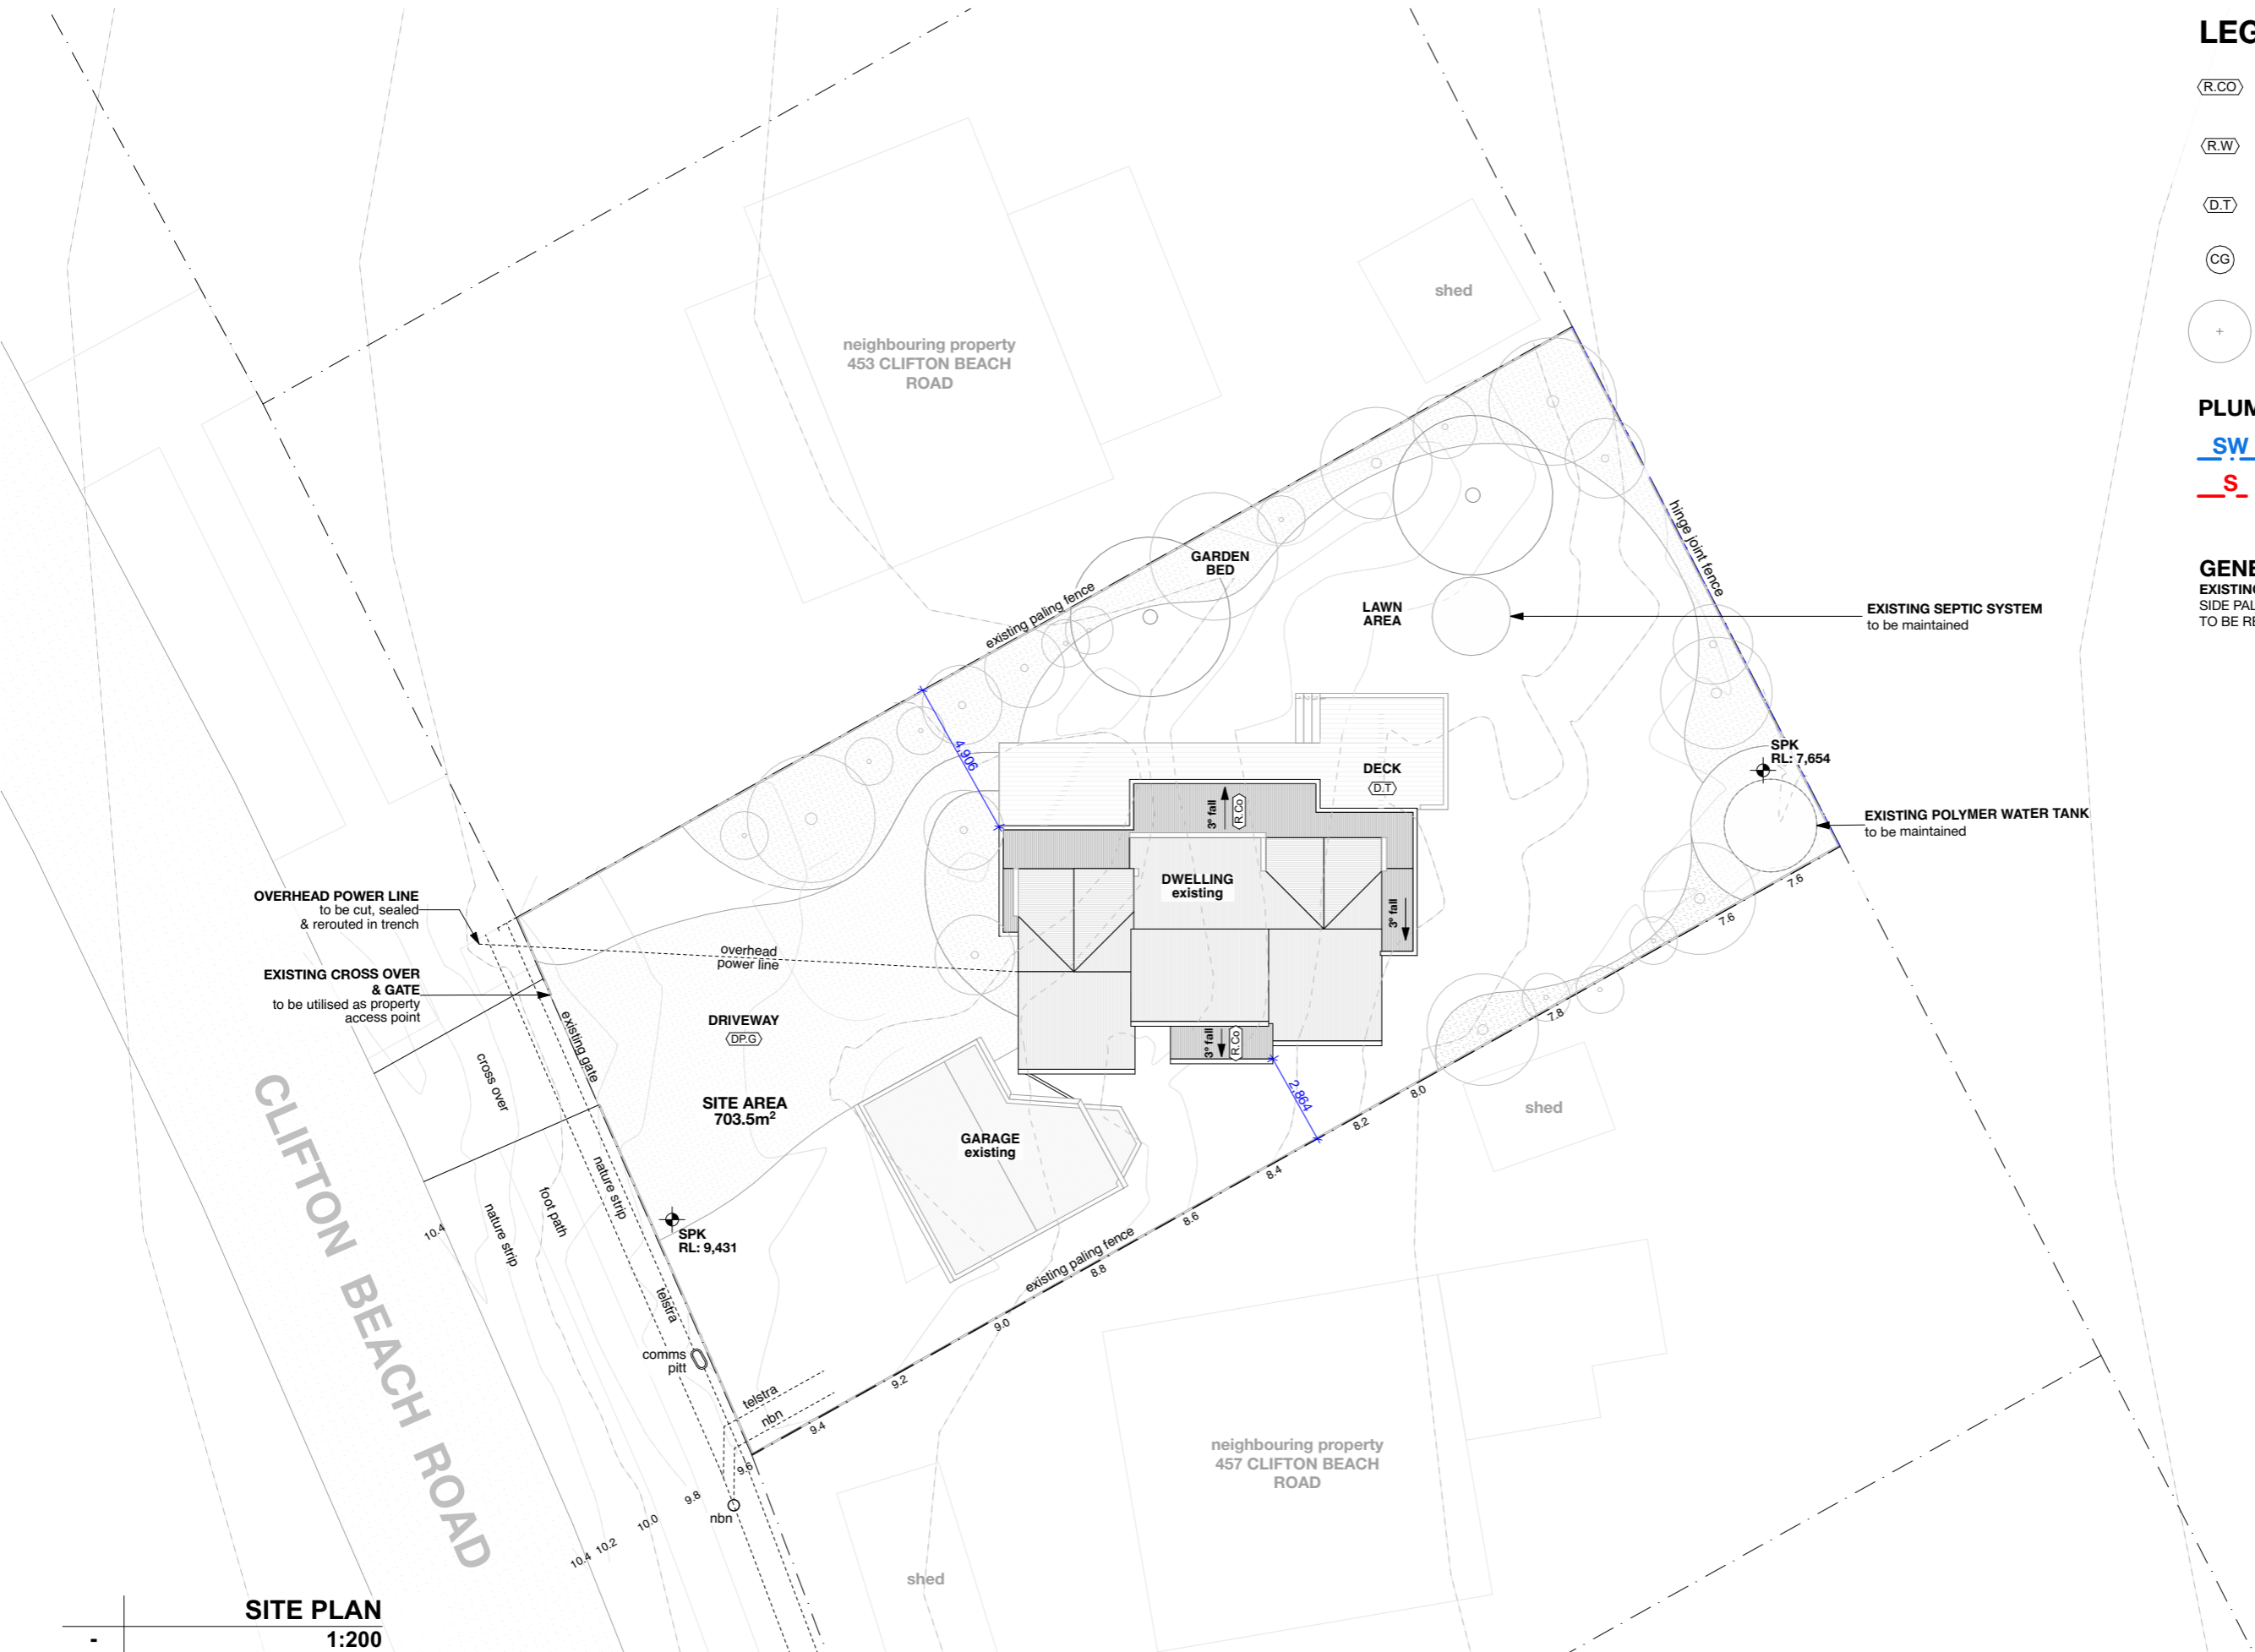 LEG
R.CO
R.W
D.T
CG
PLUM
SW
S
GENE
EXISTING
SIDE PAL
TO BE RE
shed
neighbouring property
453 CLIFTON BEACH
ROAD
hinge joint fence
GARDEN
BED
existing paling fence
LAWN
AREA
EXISTING SEPTIC SYSTEM
to be maintained
4,906
SPK
RL: 7,654
DECK
D.T
3º fall
R.Co
EXISTING POLYMER WATER TANK
to be maintained
DWELLING
existing
3º fall
7.6
7.6
OVERHEAD POWER LINE
to be cut, sealed
& rerouted in trench
overhead
power line
EXISTING CROSS OVER
& GATE
to be utilised as property
access point
existing gate
DRIVEWAY
DP.G
3º fall
R.Co
7.8
cross over
SITE AREA
703.5m²
2,864
8.0
8.2
shed
GARAGE
existing
8.4
CLIFTON BEACH ROAD
nature strip
foot path
nature strip
10.4
SPK
RL: 9,431
8.6
existing paling fence
8.8
telstra
9.0
comms
pitt
9.2
telstra
nbn
9.4
9.6
neighbouring property
457 CLIFTON BEACH
ROAD
9.8
nbn
10.0
10.2
10.4
shed
SITE PLAN
-
1:200